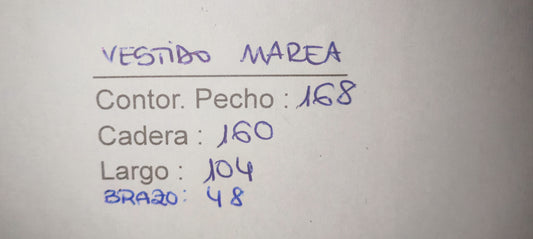 VESTIDO MAREA
Contor. Pecho : 168
Cadera : 160
Largo : 104
BRAZO: 48